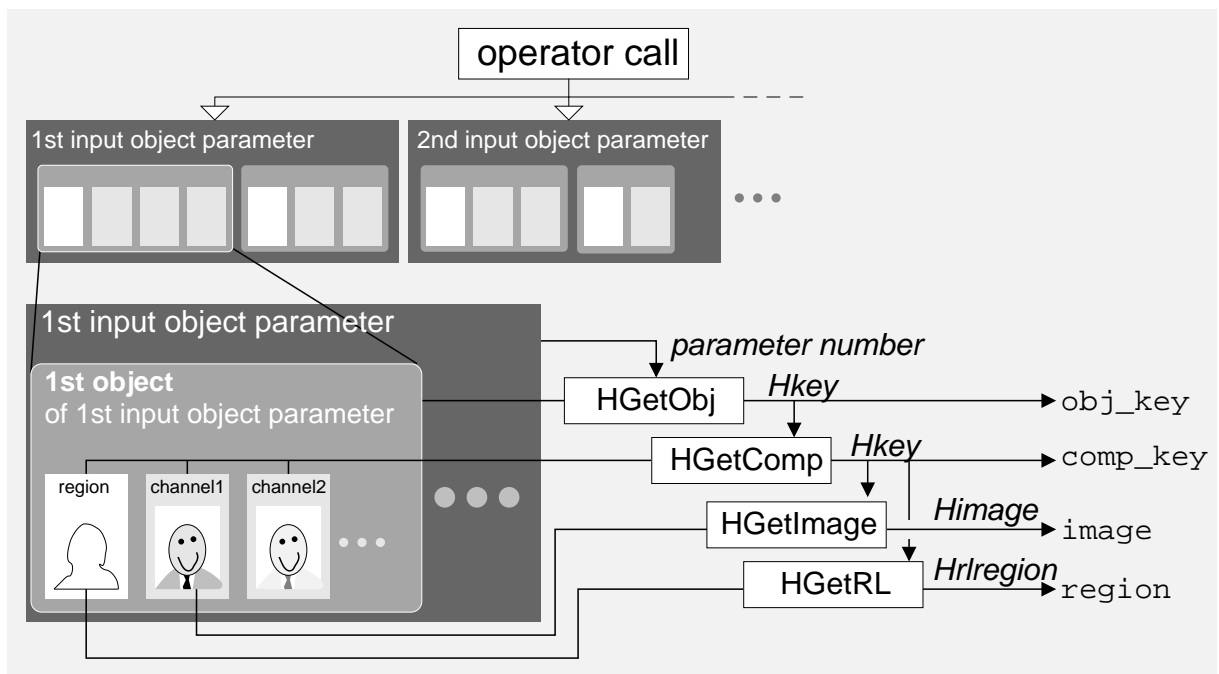 operator call
1st input object parameter
2nd input object parameter
1st input object parameter
1st object
of 1st input object parameter
parameter number
HGetObj
Hkey
obj_key
HGetComp
Hkey
comp_key
region
channel1
channel2
HGetImage
Himage
image
HGetRL
Hrlregion
region